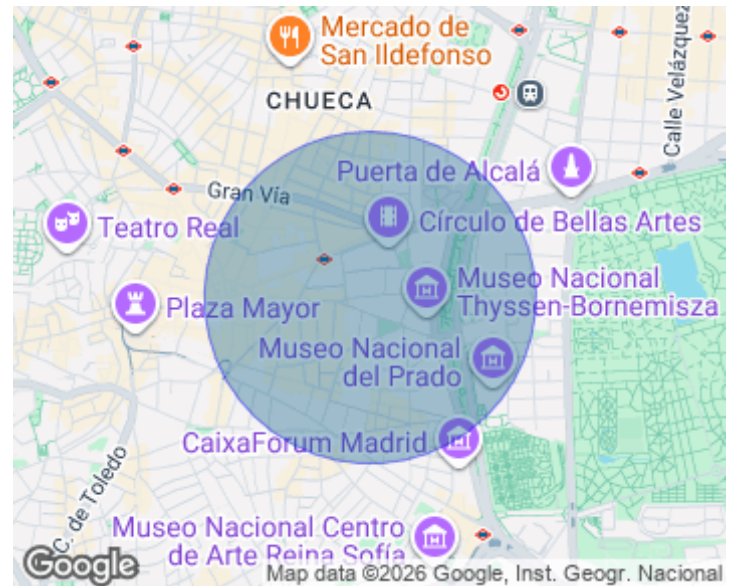 Mercado de
San Ildefonso
CHUECA
Calle Velázquez
Puerta de Alcalá
Gran Vía
Teatro Real
Círculo de Bellas Artes
Museo Nacional
Thyssen-Bornemisza
Plaza Mayor
Museo Nacional
del Prado
CaixaForum Madrid
C. de Toledo
Museo Nacional Centro
de Arte Reina Sofía
Google
Map data ©2026 Google, Inst. Geogr. Nacional